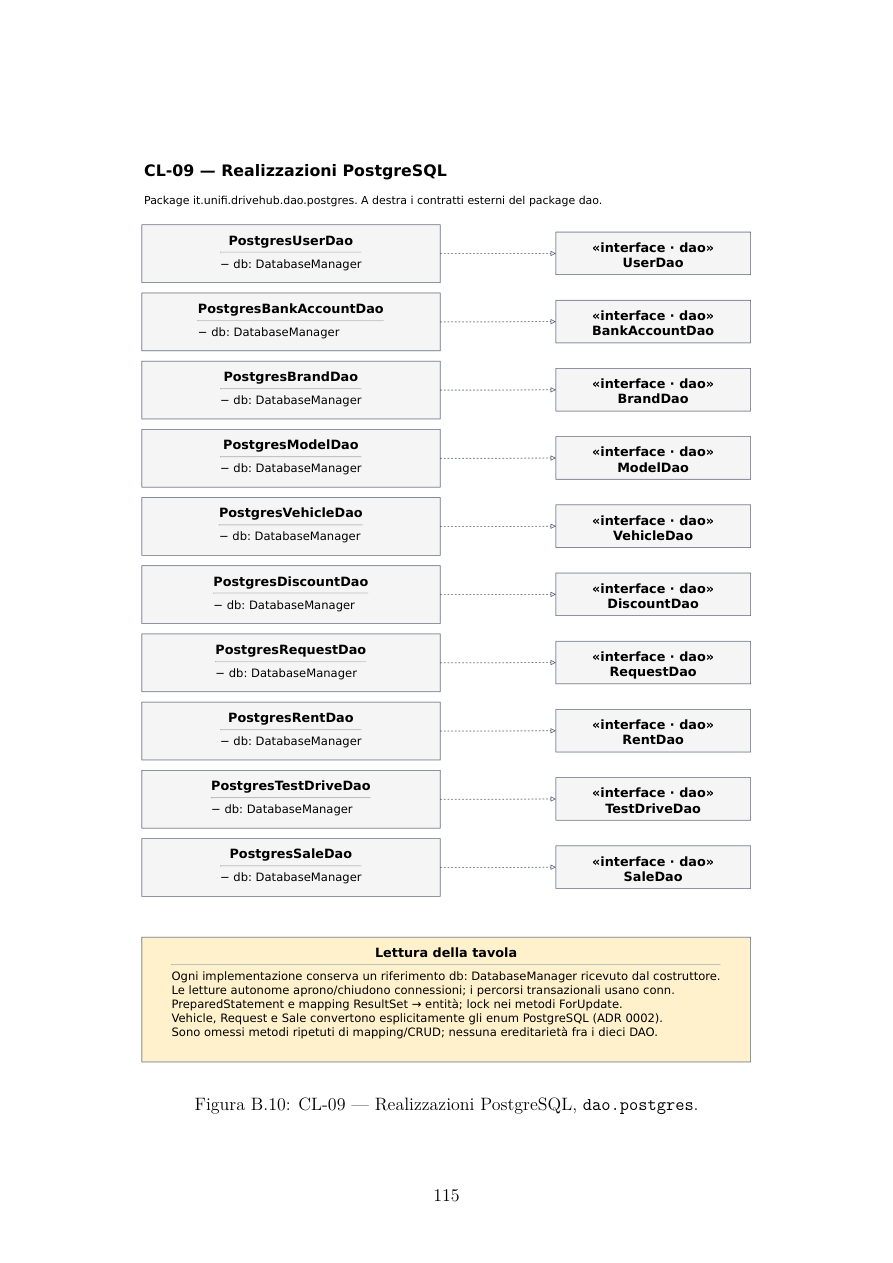 CL-09 — Realizzazioni PostgreSQL
Package it.unifi.drivehub.dao.postgres. A destra i contratti esterni del package dao.
PostgresUserDao
− db: DatabaseManager
«interface · dao»
UserDao
PostgresBankAccountDao
− db: DatabaseManager
«interface · dao»
BankAccountDao
PostgresBrandDao
− db: DatabaseManager
«interface · dao»
BrandDao
PostgresModelDao
− db: DatabaseManager
«interface · dao»
ModelDao
PostgresVehicleDao
− db: DatabaseManager
«interface · dao»
VehicleDao
PostgresDiscountDao
− db: DatabaseManager
«interface · dao»
DiscountDao
PostgresRequestDao
− db: DatabaseManager
«interface · dao»
RequestDao
PostgresRentDao
− db: DatabaseManager
«interface · dao»
RentDao
PostgresTestDriveDao
− db: DatabaseManager
«interface · dao»
TestDriveDao
PostgresSaleDao
− db: DatabaseManager
«interface · dao»
SaleDao
Lettura della tavola
Ogni implementazione conserva un riferimento db: DatabaseManager ricevuto dal costruttore.
Le letture autonome aprono/chiudono connessioni; i percorsi transazionali usano conn.
PreparedStatement e mapping ResultSet → entità; lock nei metodi ForUpdate.
Vehicle, Request e Sale convertono esplicitamente gli enum PostgreSQL (ADR 0002).
Sono omessi metodi ripetuti di mapping/CRUD; nessuna ereditarietà fra i dieci DAO.
Figura B.10: CL-09 — Realizzazioni PostgreSQL, dao.postgres.
115